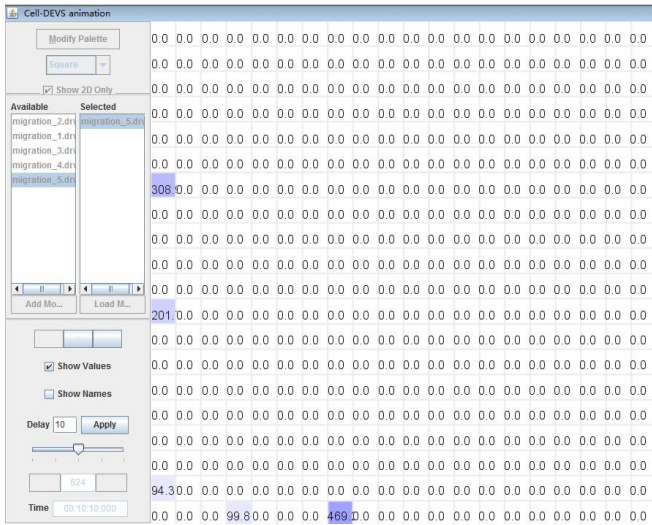 Cell-DEVS animation
Modify Palette
Square
Show 2D Only
Available Selected
migration_2.dr migration_5.dr
migration_1.dr
migration_3.dr
migration_4.dr
migration_5.dr
Add Mo... Load M...
Show Values
Show Names
Delay 10 Apply
624
Time 00:10:10:000
0.0 0.0 0.0 0.0 0.0 0.0 0.0 0.0 0.0 0.0 0.0 0.0 0.0 0.0 0.0 0.0 0.0 0.0 0.0 0.0
0.0 0.0 0.0 0.0 0.0 0.0 0.0 0.0 0.0 0.0 0.0 0.0 0.0 0.0 0.0 0.0 0.0 0.0 0.0 0.0
0.0 0.0 0.0 0.0 0.0 0.0 0.0 0.0 0.0 0.0 0.0 0.0 0.0 0.0 0.0 0.0 0.0 0.0 0.0 0.0
0.0 0.0 0.0 0.0 0.0 0.0 0.0 0.0 0.0 0.0 0.0 0.0 0.0 0.0 0.0 0.0 0.0 0.0 0.0 0.0
0.0 0.0 0.0 0.0 0.0 0.0 0.0 0.0 0.0 0.0 0.0 0.0 0.0 0.0 0.0 0.0 0.0 0.0 0.0 0.0
0.0 0.0 0.0 0.0 0.0 0.0 0.0 0.0 0.0 0.0 0.0 0.0 0.0 0.0 0.0 0.0 0.0 0.0 0.0 0.0
308. 0.0 0.0 0.0 0.0 0.0 0.0 0.0 0.0 0.0 0.0 0.0 0.0 0.0 0.0 0.0 0.0 0.0 0.0 0.0
0.0 0.0 0.0 0.0 0.0 0.0 0.0 0.0 0.0 0.0 0.0 0.0 0.0 0.0 0.0 0.0 0.0 0.0 0.0 0.0
0.0 0.0 0.0 0.0 0.0 0.0 0.0 0.0 0.0 0.0 0.0 0.0 0.0 0.0 0.0 0.0 0.0 0.0 0.0 0.0
0.0 0.0 0.0 0.0 0.0 0.0 0.0 0.0 0.0 0.0 0.0 0.0 0.0 0.0 0.0 0.0 0.0 0.0 0.0 0.0
0.0 0.0 0.0 0.0 0.0 0.0 0.0 0.0 0.0 0.0 0.0 0.0 0.0 0.0 0.0 0.0 0.0 0.0 0.0 0.0
201. 0.0 0.0 0.0 0.0 0.0 0.0 0.0 0.0 0.0 0.0 0.0 0.0 0.0 0.0 0.0 0.0 0.0 0.0 0.0
0.0 0.0 0.0 0.0 0.0 0.0 0.0 0.0 0.0 0.0 0.0 0.0 0.0 0.0 0.0 0.0 0.0 0.0 0.0 0.0
0.0 0.0 0.0 0.0 0.0 0.0 0.0 0.0 0.0 0.0 0.0 0.0 0.0 0.0 0.0 0.0 0.0 0.0 0.0 0.0
0.0 0.0 0.0 0.0 0.0 0.0 0.0 0.0 0.0 0.0 0.0 0.0 0.0 0.0 0.0 0.0 0.0 0.0 0.0 0.0
0.0 0.0 0.0 0.0 0.0 0.0 0.0 0.0 0.0 0.0 0.0 0.0 0.0 0.0 0.0 0.0 0.0 0.0 0.0 0.0
0.0 0.0 0.0 0.0 0.0 0.0 0.0 0.0 0.0 0.0 0.0 0.0 0.0 0.0 0.0 0.0 0.0 0.0 0.0 0.0
0.0 0.0 0.0 0.0 0.0 0.0 0.0 0.0 0.0 0.0 0.0 0.0 0.0 0.0 0.0 0.0 0.0 0.0 0.0 0.0
94.3 0.0 0.0 0.0 0.0 0.0 0.0 0.0 0.0 0.0 0.0 0.0 0.0 0.0 0.0 0.0 0.0 0.0 0.0 0.0
0.0 0.0 0.0 99.8 0.0 0.0 0.0 469. 0.0 0.0 0.0 0.0 0.0 0.0 0.0 0.0 0.0 0.0 0.0 0.0